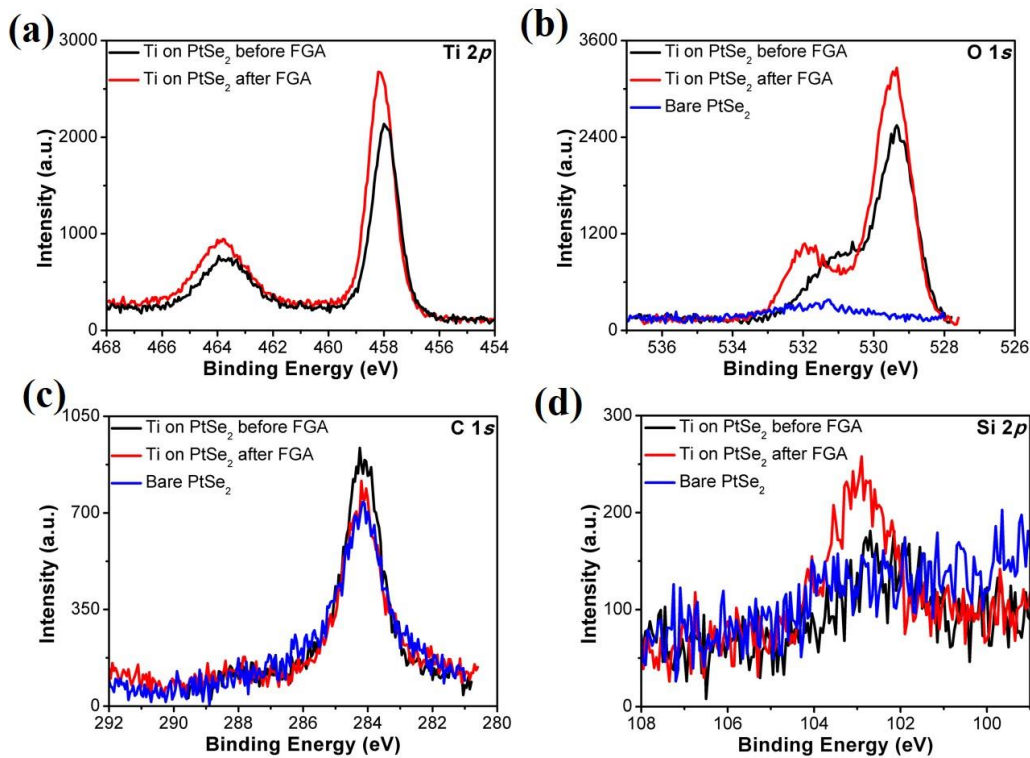 (a)
Ti 2p
Ti on PtSe₂ before FGA
Ti on PtSe₂ after FGA
Intensity (a.u.)
3000
2000
1000
0
468 466 464 462 460 458 456 454
Binding Energy (eV)
(b)
O 1s
Ti on PtSe₂ before FGA
Ti on PtSe₂ after FGA
Bare PtSe₂
Intensity (a.u.)
3600
2400
1200
0
536 534 532 530 528 526
Binding Energy (eV)
(c)
C 1s
Ti on PtSe₂ before FGA
Ti on PtSe₂ after FGA
Bare PtSe₂
Intensity (a.u.)
1050
700
350
0
292 290 288 286 284 282 280
Binding Energy (eV)
(d)
Si 2p
Ti on PtSe₂ before FGA
Ti on PtSe₂ after FGA
Bare PtSe₂
Intensity (a.u.)
300
200
100
0
108 106 104 102 100
Binding Energy (eV)